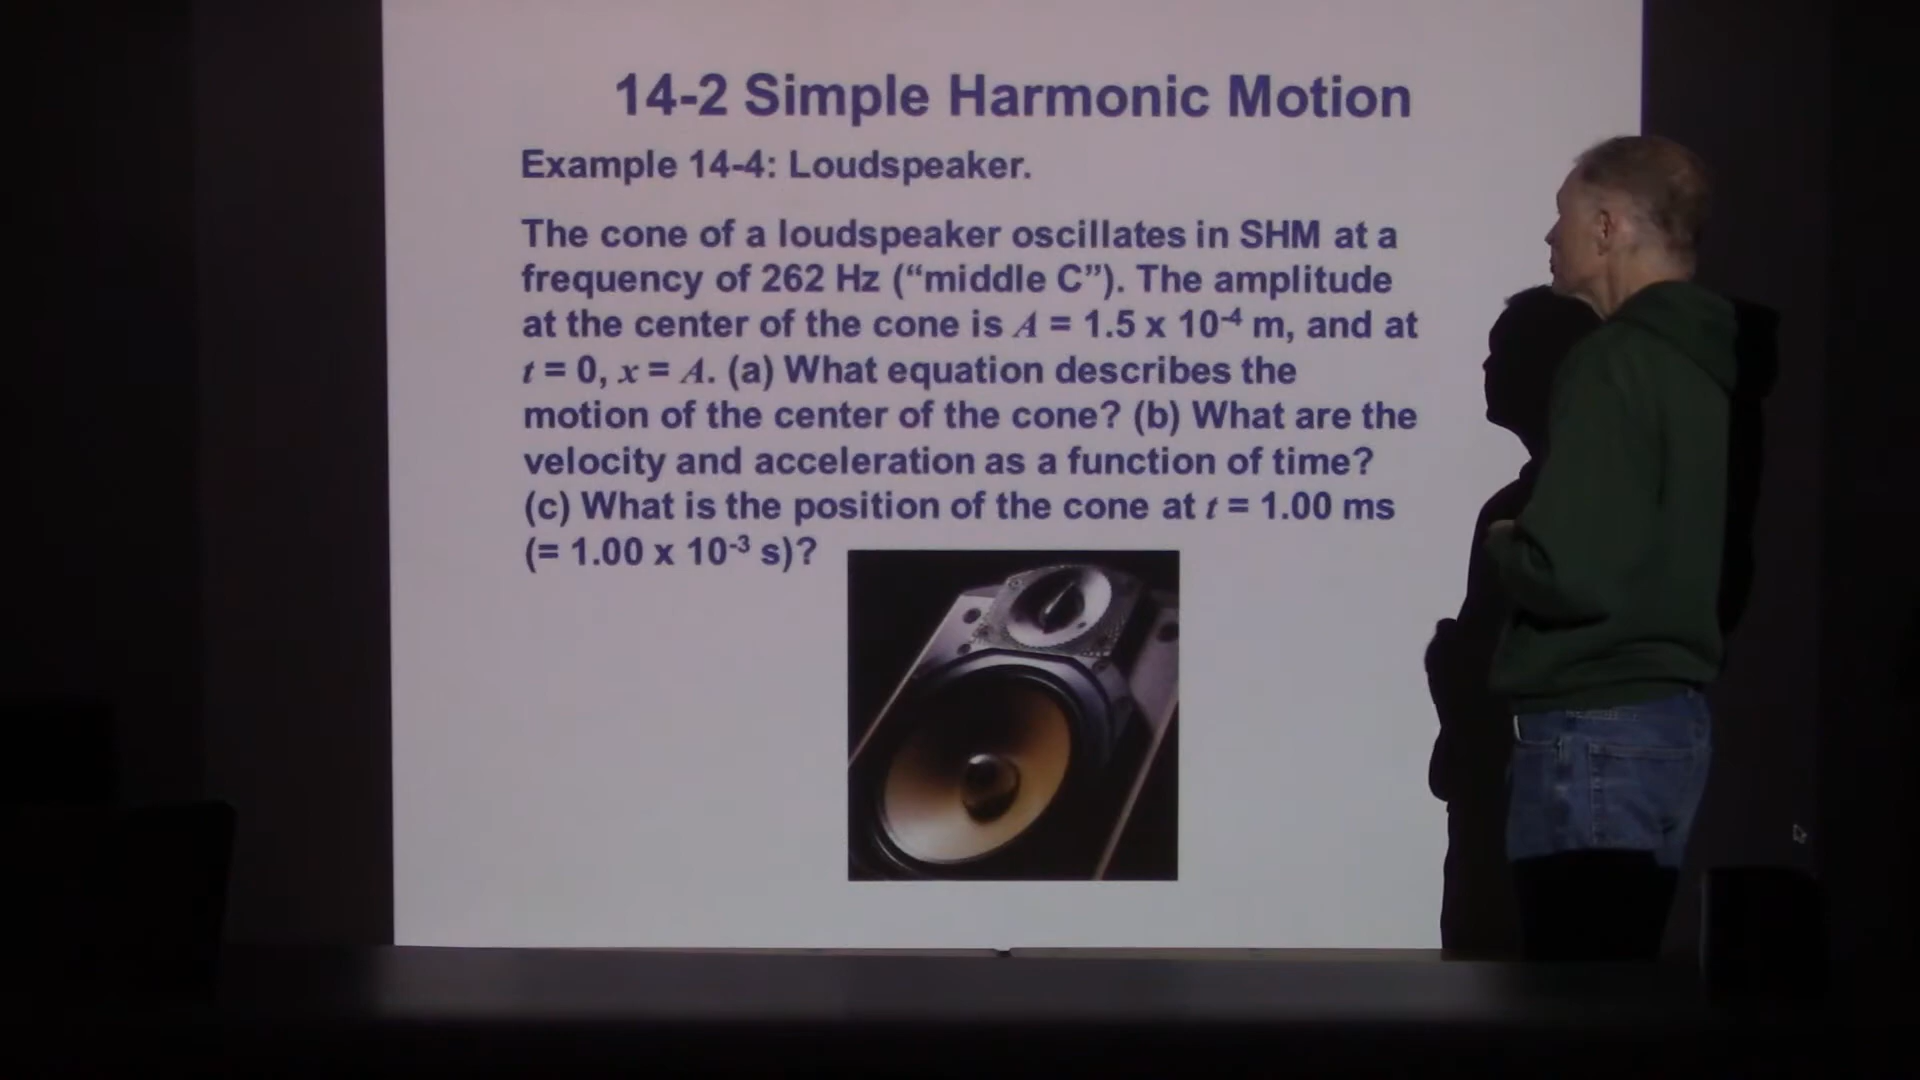 14-2 Simple Harmonic Motion
Example 14-4: Loudspeaker.
The cone of a loudspeaker oscillates in SHM at a
frequency of 262 Hz (“middle C”). The amplitude
at the center of the cone is A = 1.5 x 10⁻⁴ m, and at
t = 0, x = A. (a) What equation describes the
motion of the center of the cone? (b) What are the
velocity and acceleration as a function of time?
(c) What is the position of the cone at t = 1.00 ms
(= 1.00 x 10⁻³ s)?